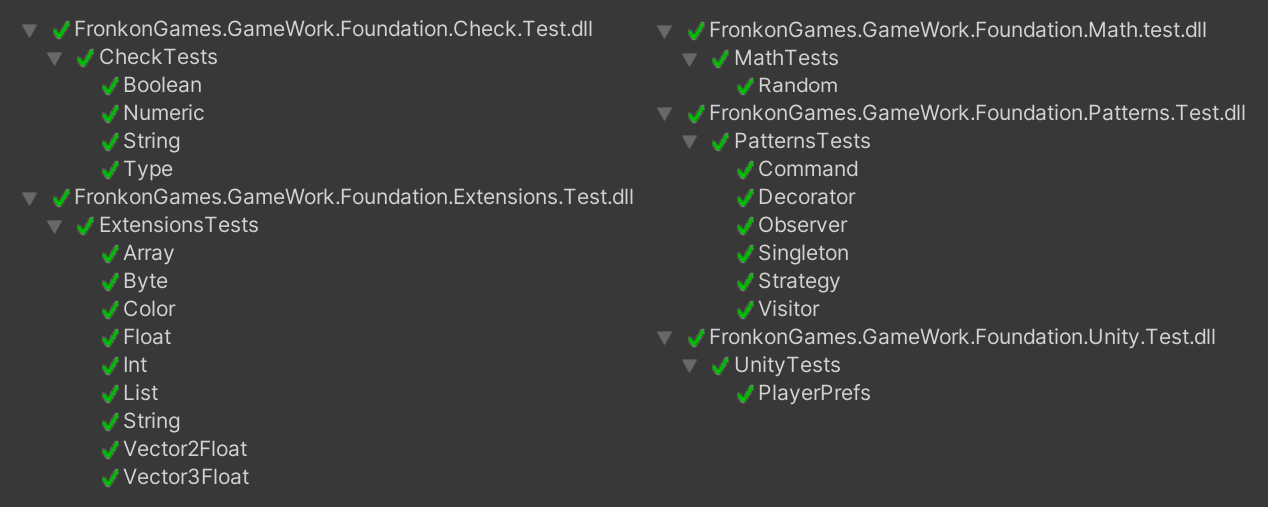 FronkonGames.GameWork.Foundation.Check.Test.dll
CheckTests
Boolean
Numeric
String
Type
FronkonGames.GameWork.Foundation.Extensions.Test.dll
ExtensionsTests
Array
Byte
Color
Float
Int
List
String
Vector2Float
Vector3Float
FronkonGames.GameWork.Foundation.Math.test.dll
MathTests
Random
FronkonGames.GameWork.Foundation.Patterns.Test.dll
PatternsTests
Command
Decorator
Observer
Singleton
Strategy
Visitor
FronkonGames.GameWork.Foundation.Unity.Test.dll
UnityTests
PlayerPrefs